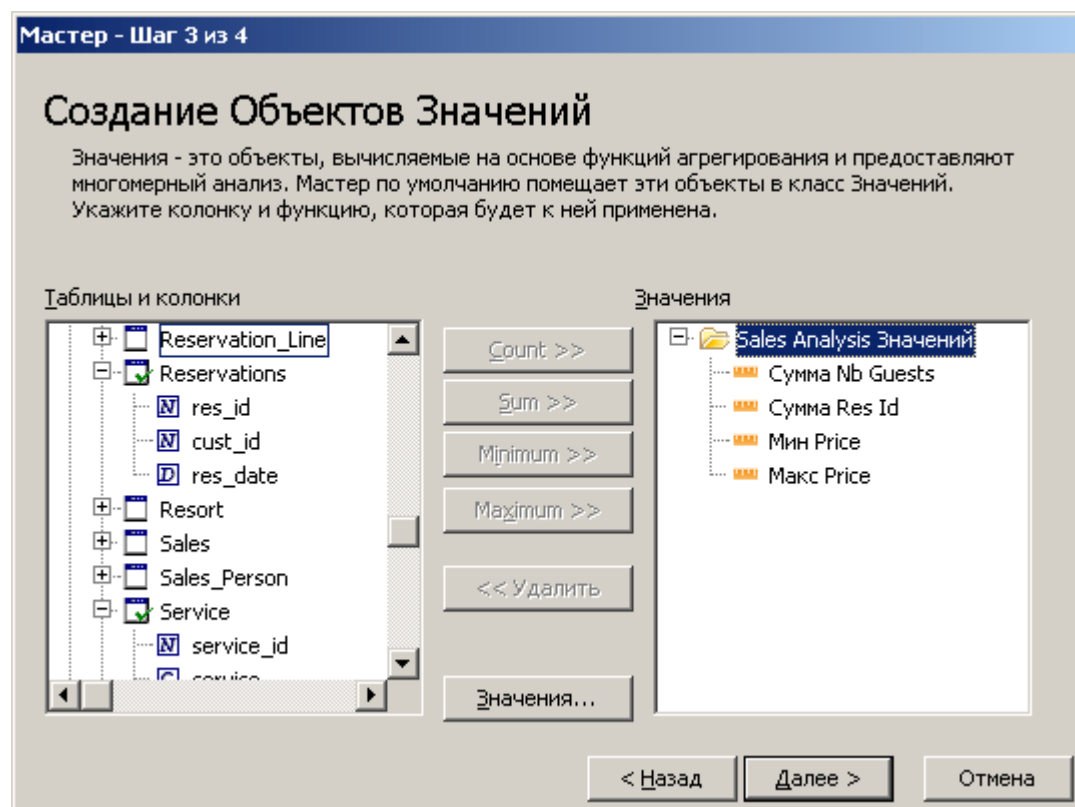 Мастер - Шаг 3 из 4
Создание Объектов Значений
Значения - это объекты, вычисляемые на основе функций агрегирования и предоставляют
многомерный анализ. Мастер по умолчанию помещает эти объекты в класс Значений.
Укажите колонку и функцию, которая будет к ней применена.
Таблицы и колонки
Reservation_Line
Reservations
N res_id
N cust_id
D res_date
Resort
Sales
Sales_Person
Service
N service_id
Count >>
Sum >>
Minimum >>
Maximum >>
<< Удалить
Значения...
Значения
Sales Analysis Значений
Сумма Nb Guests
Сумма Res Id
Мин Price
Макс Price
< Назад
Далее >
Отмена